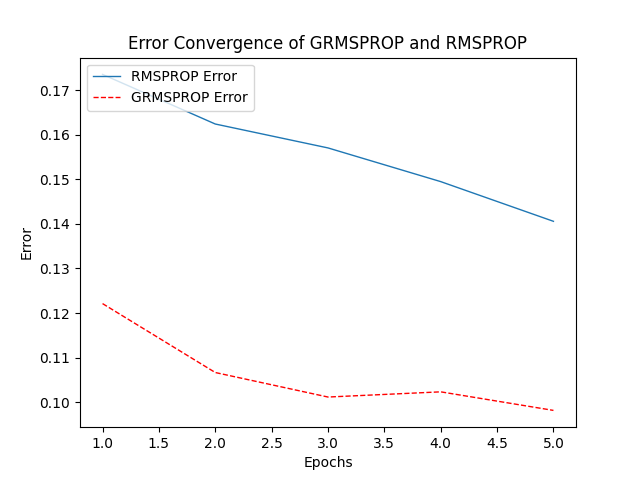 Error Convergence of GRMSPROP and RMSPROP
RMSPROP Error
GRMSPROP Error
0.17
0.16
0.15
0.14
0.13
0.12
0.11
0.10
Error
1.0 1.5 2.0 2.5 3.0 3.5 4.0 4.5 5.0
Epochs